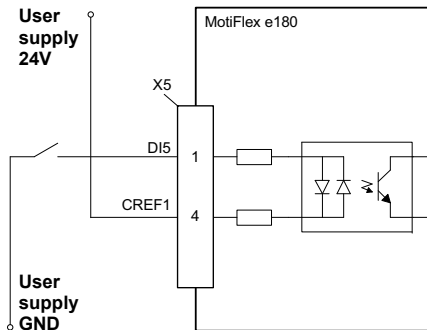 User
supply
24V
MotiFlex e180
X5
DI5
1
CREF1
4
User
supply
GND